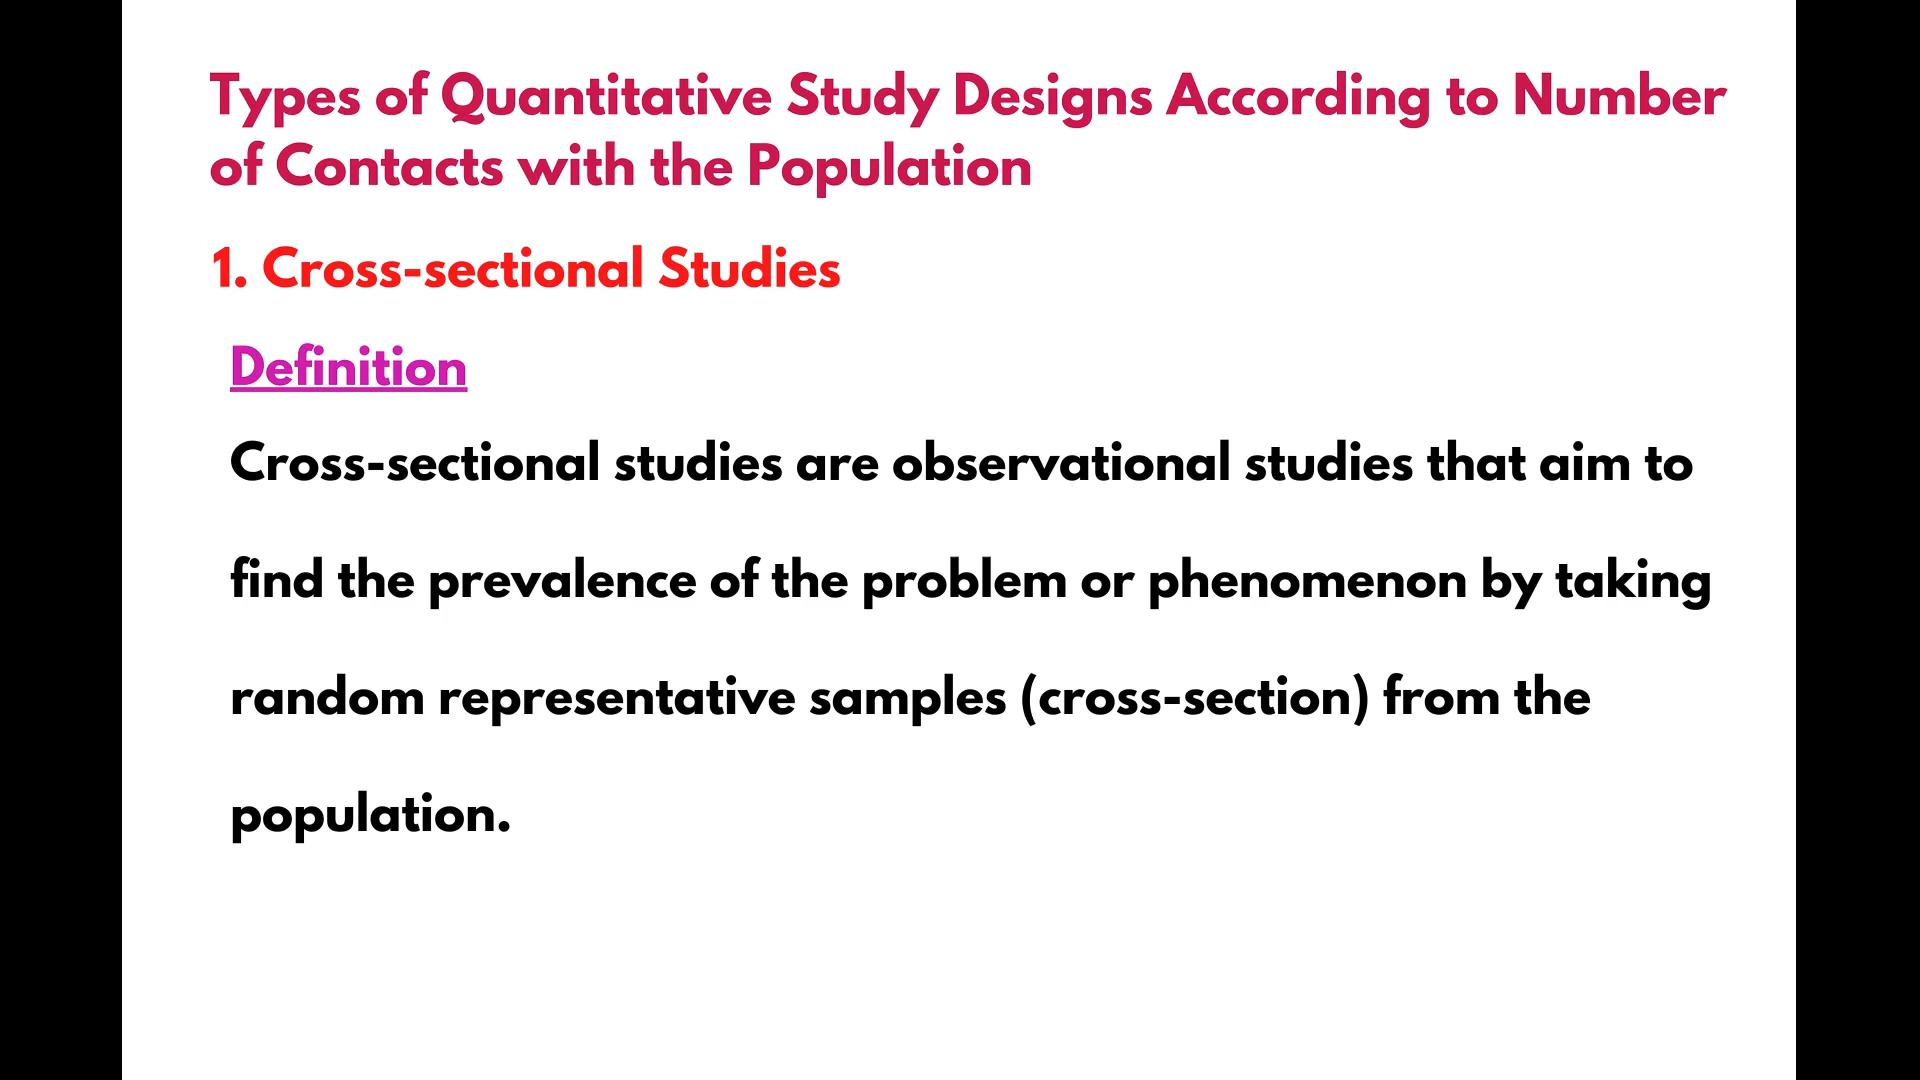 Types of Quantitative Study Designs According to Number
of Contacts with the Population
1. Cross-sectional Studies
Definition
Cross-sectional studies are observational studies that aim to
find the prevalence of the problem or phenomenon by taking
random representative samples (cross-section) from the
population.